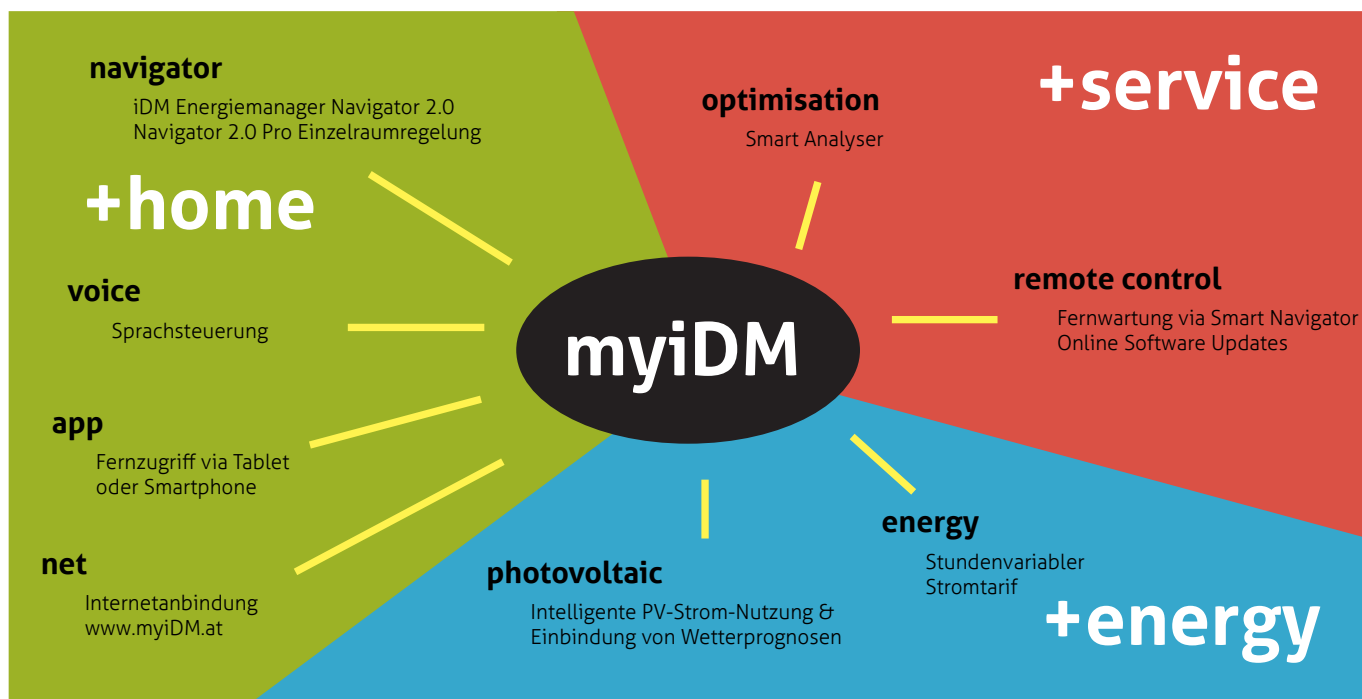 navigator
iDM Energiemanager Navigator 2.0
Navigator 2.0 Pro Einzelraumregelung
+home
voice
Sprachsteuerung
app
Fernzugriff via Tablet
oder Smartphone
net
Internetanbindung
www.myiDM.at
myiDM
optimisation
Smart Analyser
+service
remote control
Fernwartung via Smart Navigator
Online Software Updates
photovoltaic
Intelligente PV-Strom-Nutzung &
Einbindung von Wetterprognosen
energy
Stundenvariabler
Stromtarif
+energy